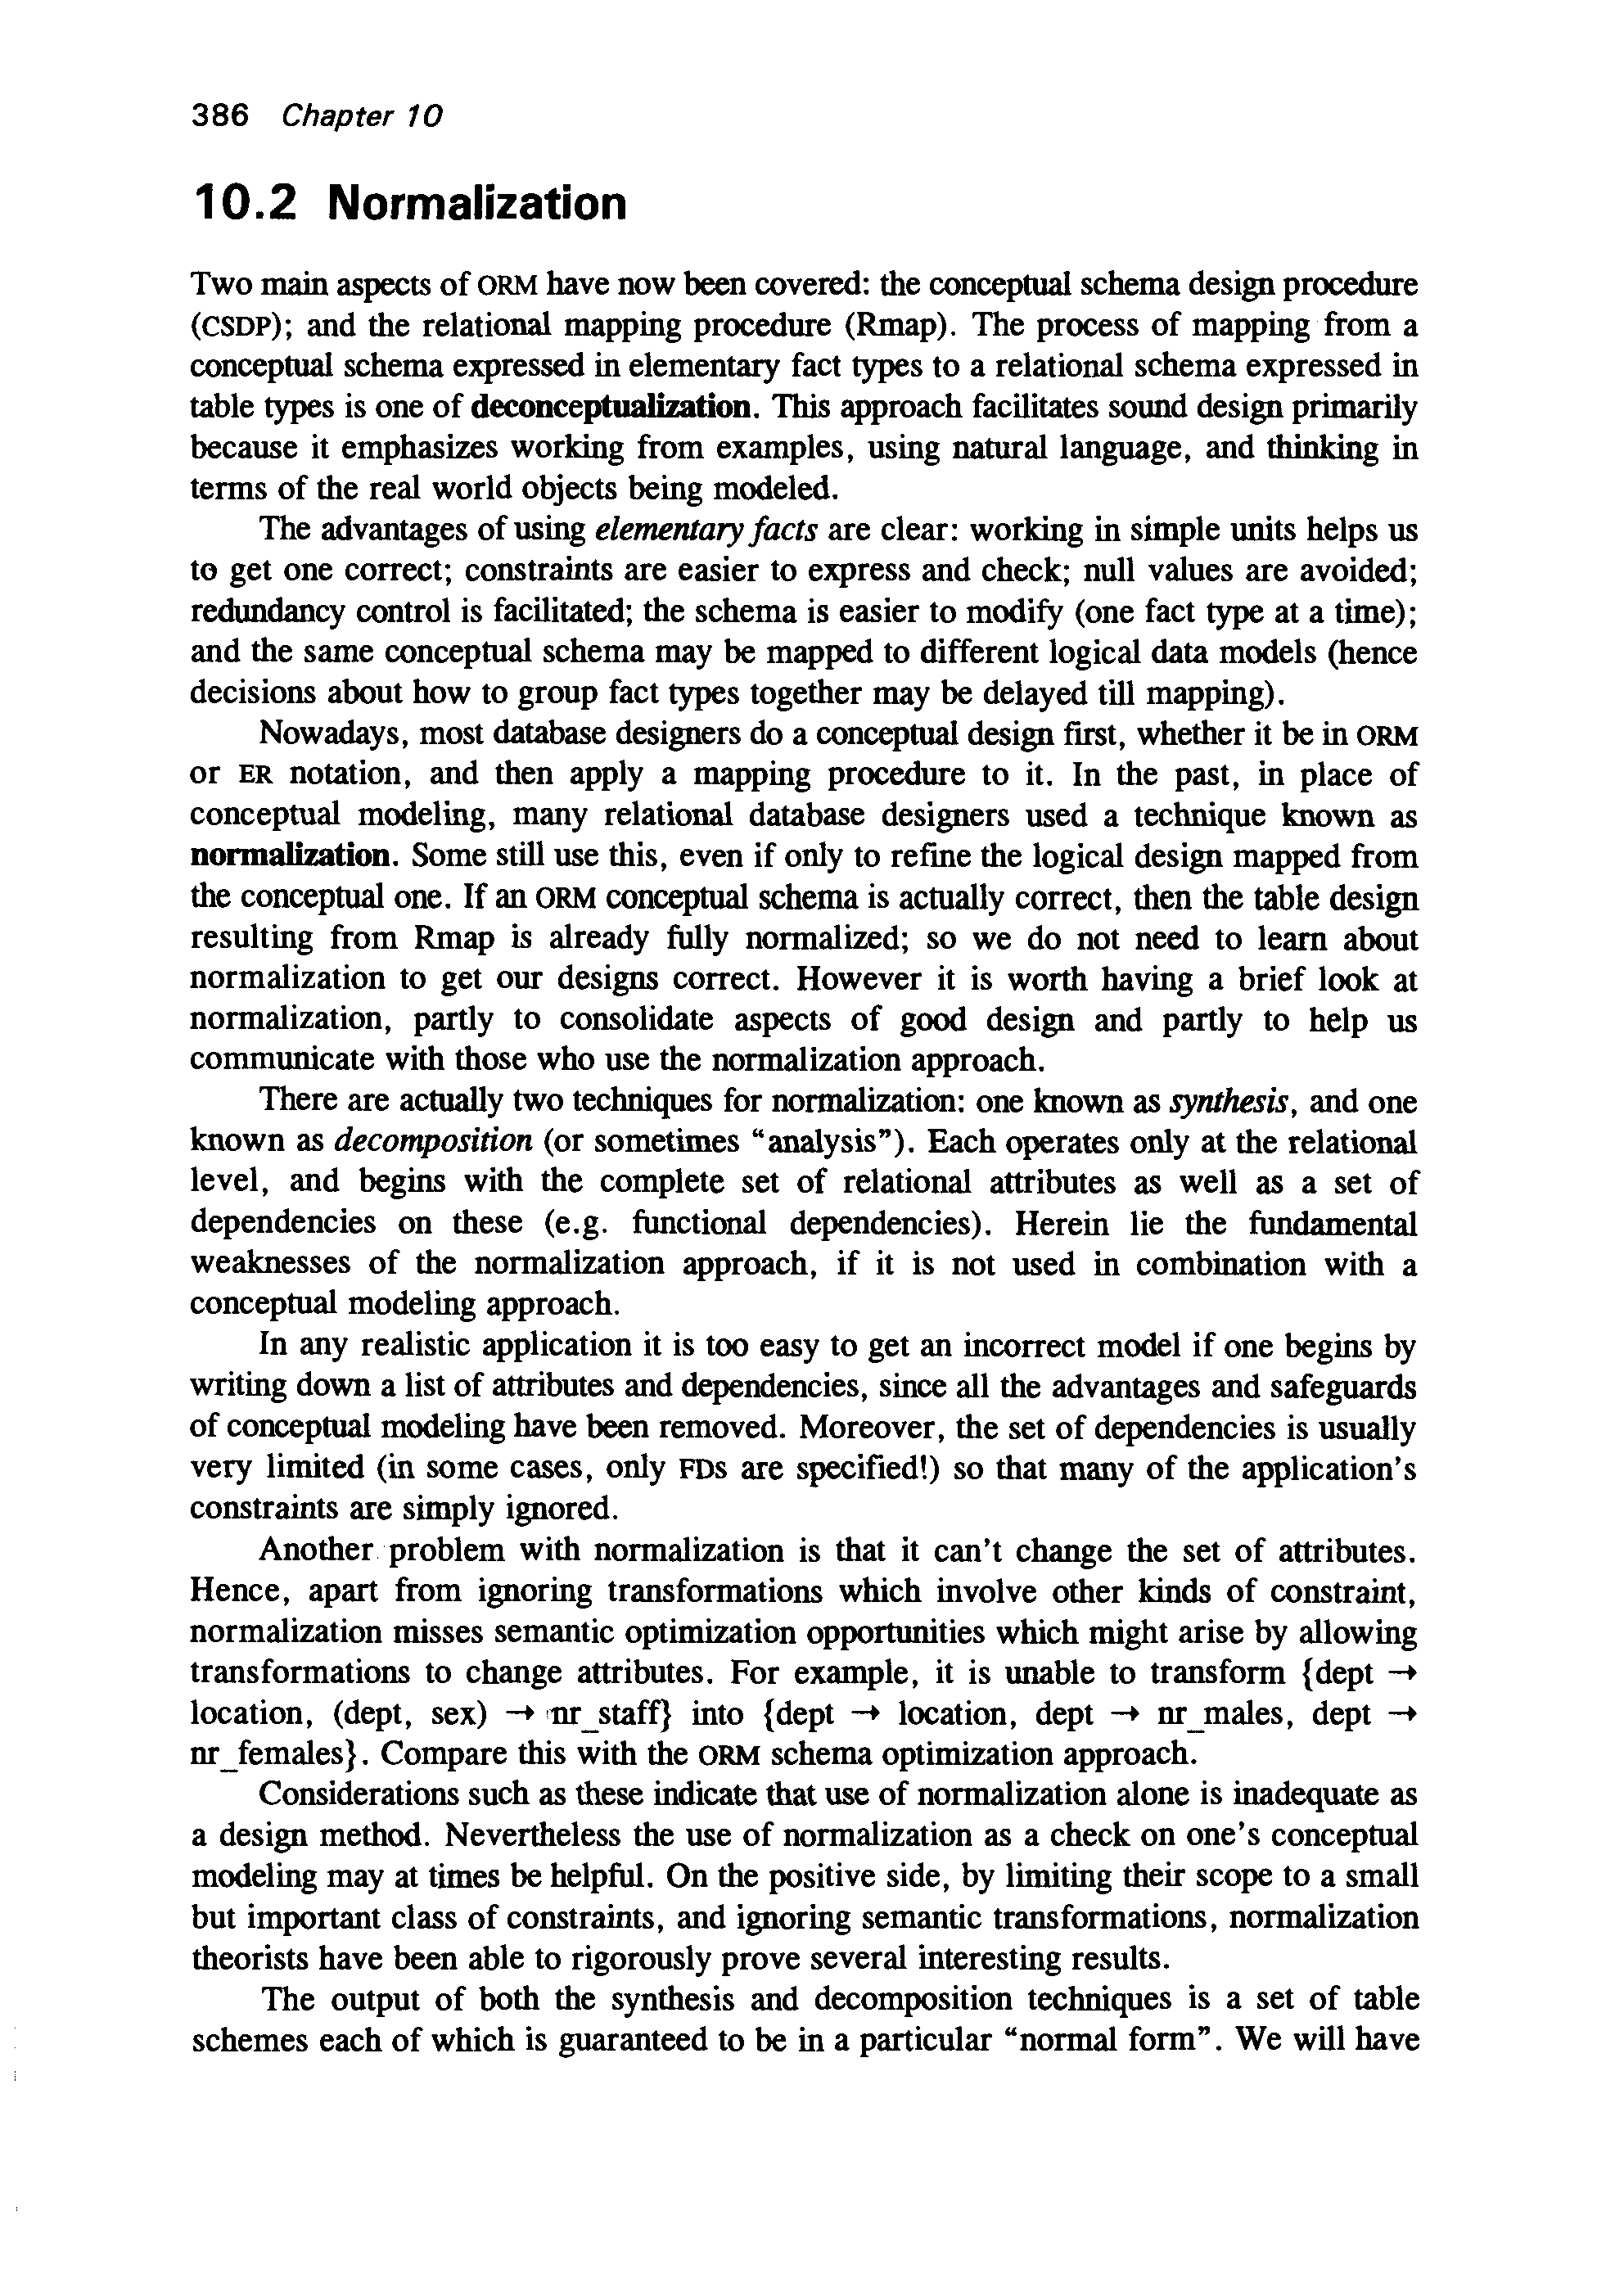 386 Chapter 10
10.2 Normalization
Two main aspects of ORM have now been covered: the conceptual schema design procedure
(CSDP); and the relational mapping procedure (Rmap). The process of mapping from a
conceptual schema expressed in elementary fact types to a relational schema expressed in
table types is one of deconceptualization. This approach facilitates sound design primarily
because it emphasizes working from examples, using natural language, and thinking in
terms of the real world objects being modeled.
The advantages of using elementary facts are clear: working in simple units helps us
to get one correct; constraints are easier to express and check; null values are avoided;
redundancy control is facilitated; the schema is easier to modify (one fact type at a time);
and the same conceptual schema may be mapped to different logical data models (hence
decisions about how to group fact types together may be delayed till mapping).
Nowadays, most database designers do a conceptual design first, whether it be in ORM
or ER notation, and then apply a mapping procedure to it. In the past, in place of
conceptual modeling, many relational database designers used a technique known as
normalization. Some still use this, even if only to refine the logical design mapped from
the conceptual one. If an ORM conceptual schema is actually correct, then the table design
resulting from Rmap is already fully normalized; so we do not need to learn about
normalization to get our designs correct. However it is worth having a brief look at
normalization, partly to consolidate aspects of good design and partly to help us
communicate with those who use the normalization approach.
There are actually two techniques for normalization: one known as synthesis, and one
known as decomposition (or sometimes “analysis”). Each operates only at the relational
level, and begins with the complete set of relational attributes as well as a set of
dependencies on these (e.g. functional dependencies). Herein lie the fundamental
weaknesses of the normalization approach, if it is not used in combination with a
conceptual modeling approach.
In any realistic application it is too easy to get an incorrect model if one begins by
writing down a list of attributes and dependencies, since all the advantages and safeguards
of conceptual modeling have been removed. Moreover, the set of dependencies is usually
very limited (in some cases, only FDs are specified!) so that many of the application's
constraints are simply ignored.
Another problem with normalization is that it can't change the set of attributes.
Hence, apart from ignoring transformations which involve other kinds of constraint,
normalization misses semantic optimization opportunities which might arise by allowing
transformations to change attributes. For example, it is unable to transform {dept →
location, (dept, sex) → nr_staff} into {dept → location, dept → nr_males, dept →
nr_females}. Compare this with the ORM schema optimization approach.
Considerations such as these indicate that use of normalization alone is inadequate as
a design method. Nevertheless the use of normalization as a check on one's conceptual
modeling may at times be helpful. On the positive side, by limiting their scope to a small
but important class of constraints, and ignoring semantic transformations, normalization
theorists have been able to rigorously prove several interesting results.
The output of both the synthesis and decomposition techniques is a set of table
schemes each of which is guaranteed to be in a particular “normal form”. We will have